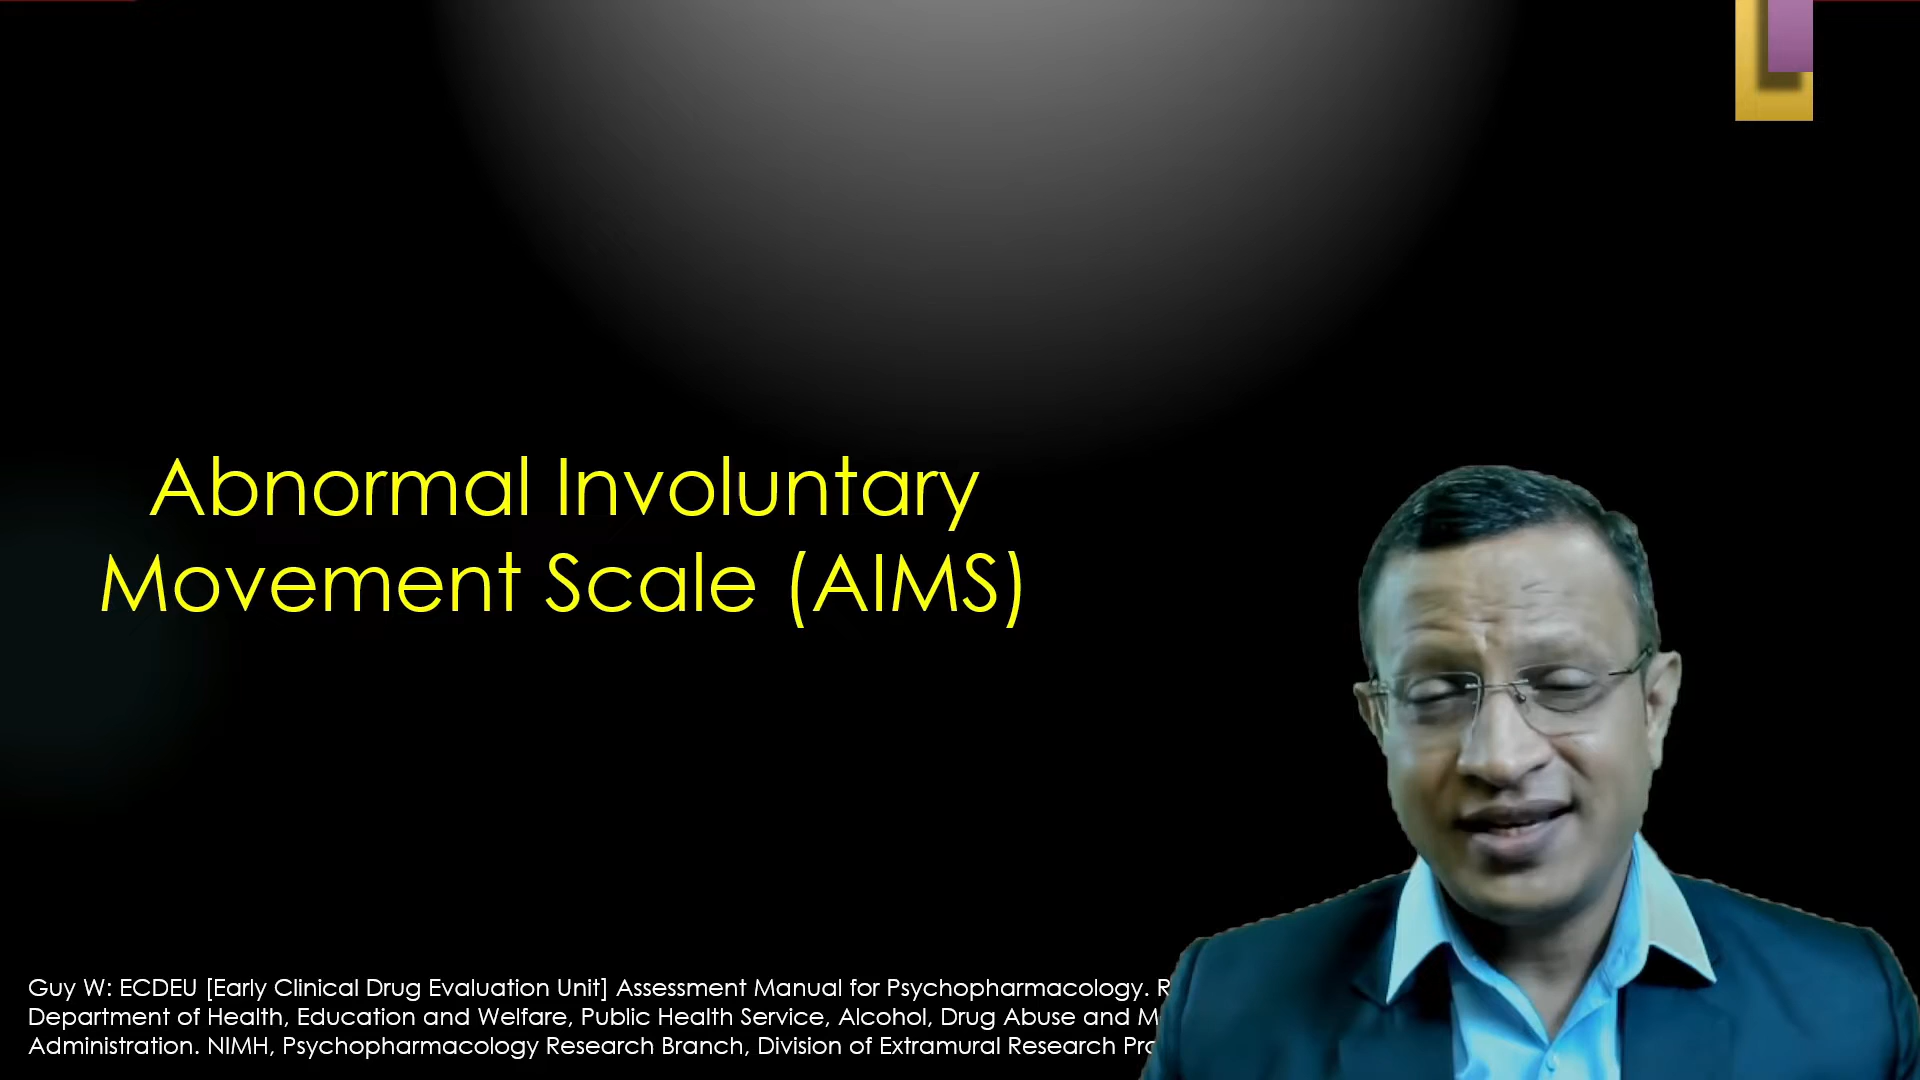 Abnormal Involuntary
Movement Scale (AIMS)
Guy W: ECDEU [Early Clinical Drug Evaluation Unit] Assessment Manual for Psychopharmacology.
Department of Health, Education and Welfare, Public Health Service, Alcohol, Drug Abuse and
Administration. NIMH, Psychopharmacology Research Branch, Division of Extramural Research